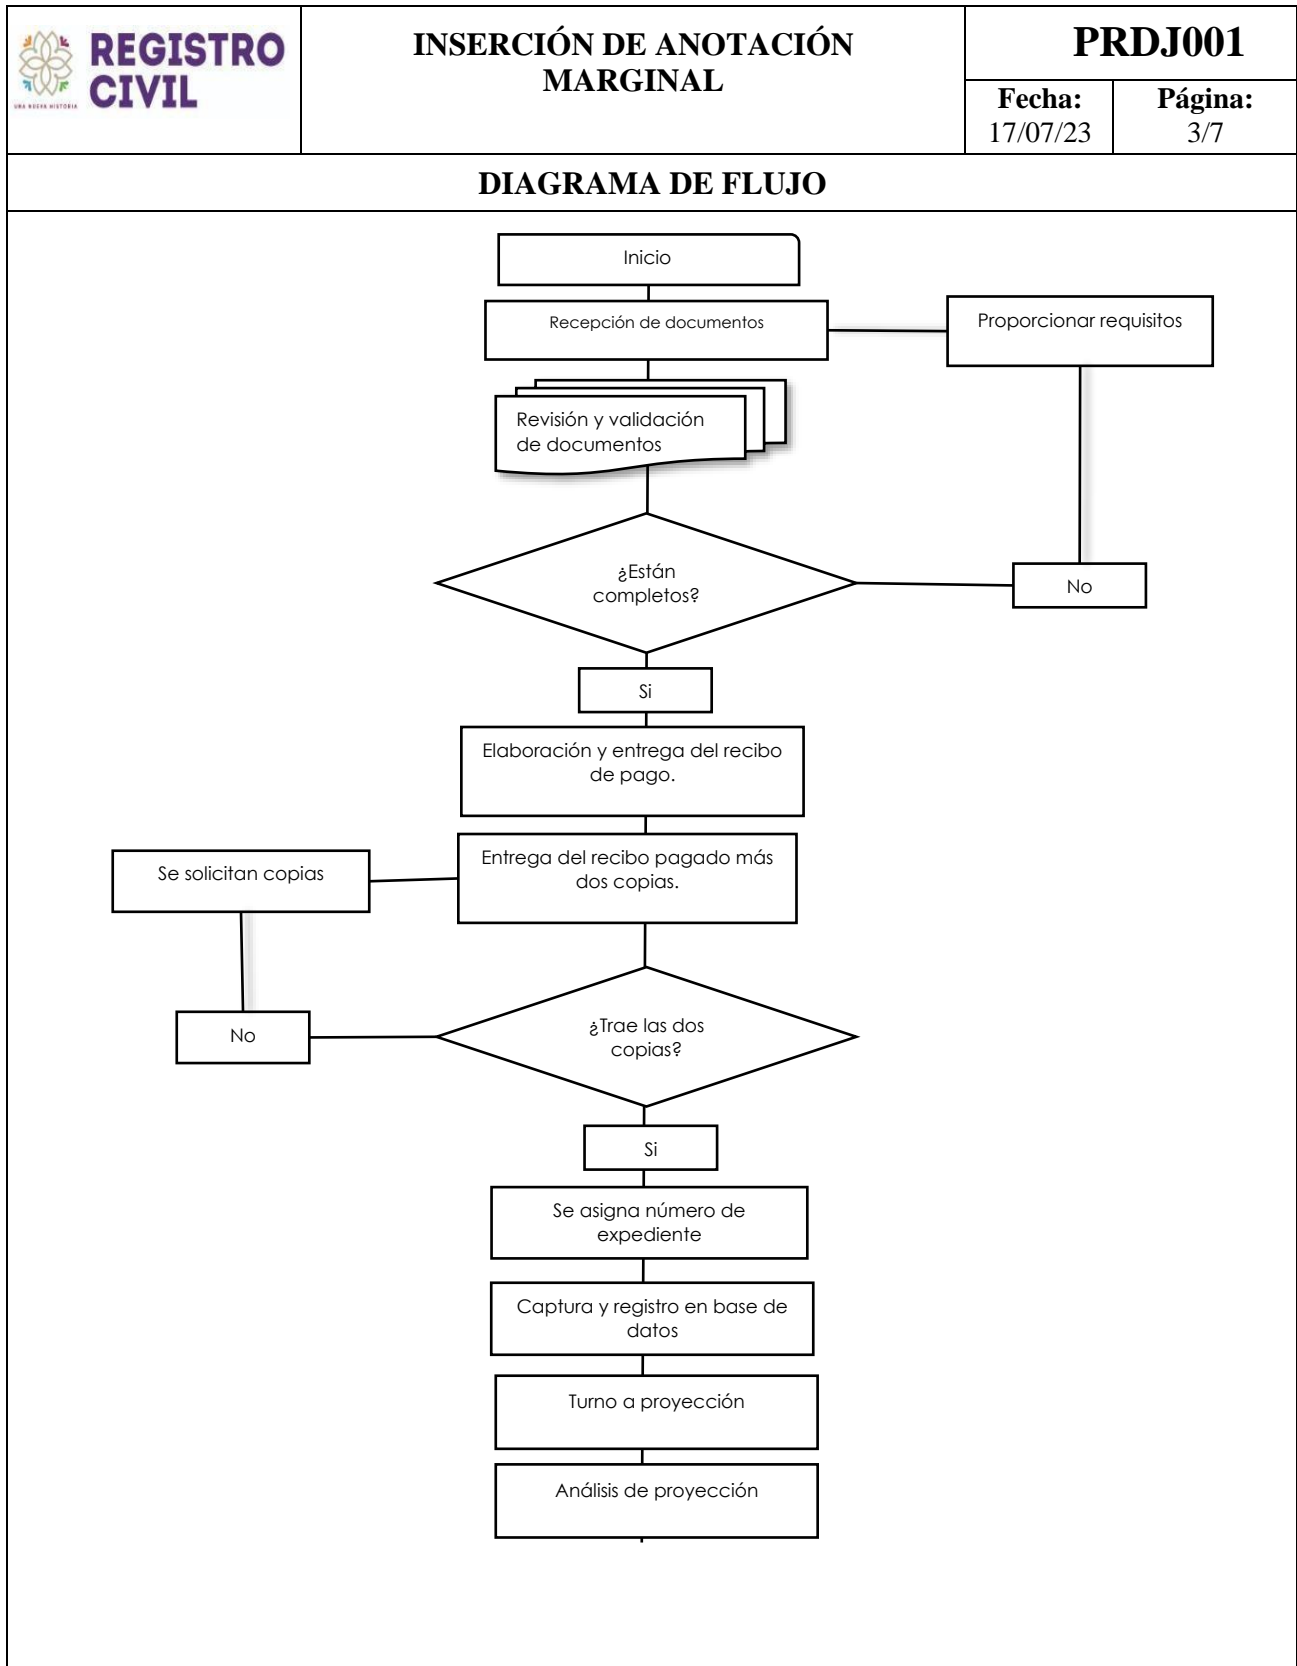 REGISTRO
CIVIL
UNA NUEVA HISTORIA
INSERCIÓN DE ANOTACIÓN
MARGINAL
PRDJ001
Fecha:
17/07/23
Página:
3/7
DIAGRAMA DE FLUJO
Inicio
Recepción de documentos
Proporcionar requisitos
Revisión y validación
de documentos
¿Están
completos?
No
Si
Elaboración y entrega del recibo
de pago.
Entrega del recibo pagado más
dos copias.
Se solicitan copias
¿Trae las dos
copias?
No
Si
Se asigna número de
expediente
Captura y registro en base de
datos
Turno a proyección
Análisis de proyección